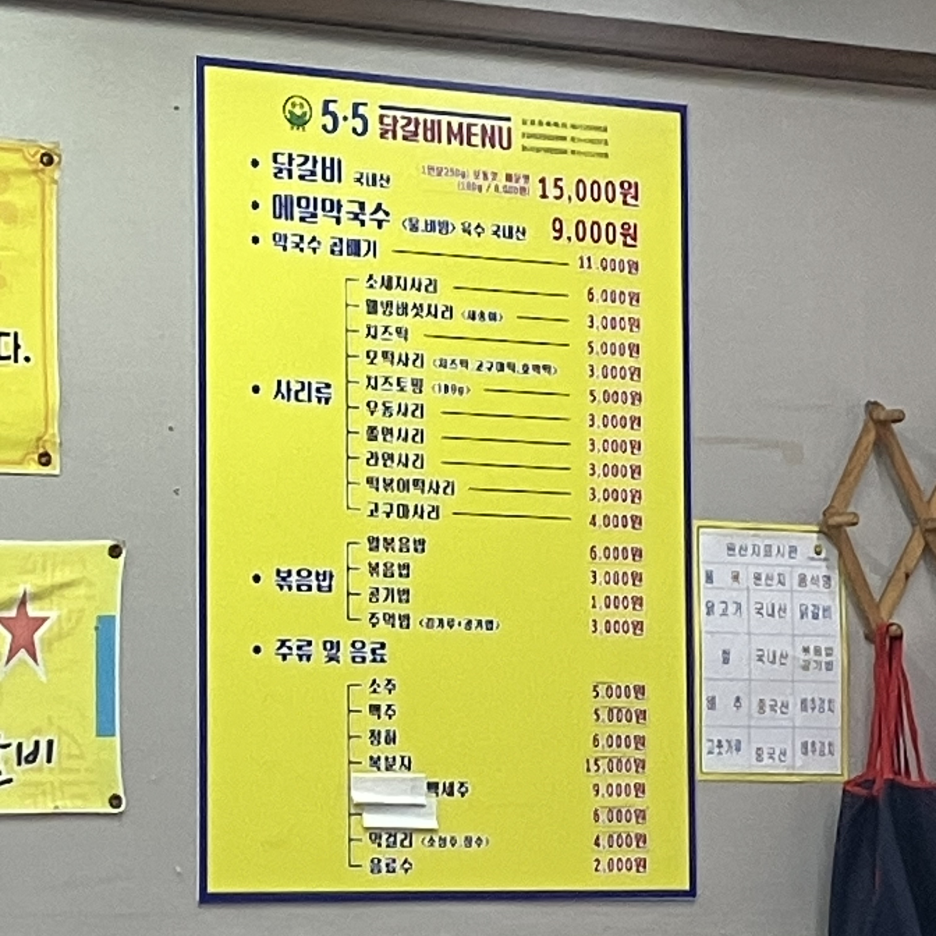 5·5 닭갈비 MENU
• 닭갈비 국내산 15,000원
• 메밀막국수 <물,비빔> 육수 국내산 9,000원
• 막국수 곱빼기 11,000원
• 사리류
소세지사리 6,000원
3,000원
치즈떡 5,000원
모떡사리 3,000원
치즈토핑 5,000원
우동사리 3,000원
쫄면사리 3,000원
라면사리 3,000원
떡볶이떡사리 3,000원
고구마사리 4,000원
• 볶음밥
6,000원
볶음밥 3,000원
공기밥 1,000원
주먹밥 <김가루+공기밥> 3,000원
• 주류 및 음료
소주 5,000원
맥주 5,000원
청하 6,000원
복분자 15,000원
백세주 9,000원
6,000원
막걸리 4,000원
음료수 2,000원
다.
갈비
원산지표시판
품 목 원산지 음식명
닭고기 국내산 닭갈비
쌀 국내산 볶음밥 공기밥
배 추 중국산 배추김치
고춧가루 중국산 배추김치